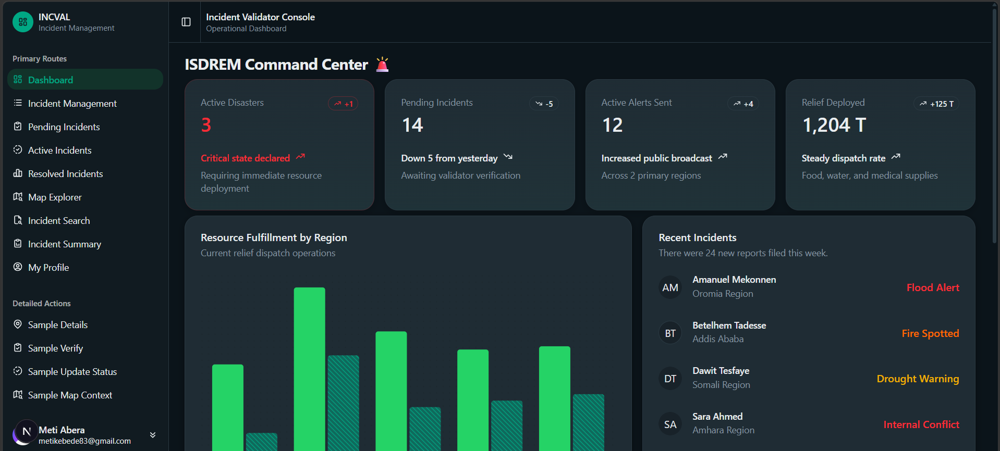 INCVAL
Incident Management
Primary Routes
Dashboard
Incident Management
Pending Incidents
Active Incidents
Resolved Incidents
Map Explorer
Incident Search
Incident Summary
My Profile
Detailed Actions
Sample Details
Sample Verify
Sample Update Status
Sample Map Context
N
Meti Abera
metikebede83@gmail.com
Incident Validator Console
Operational Dashboard
ISDREM Command Center
Active Disasters
+1
3
Critical state declared
Requiring immediate resource
deployment
Pending Incidents
-5
14
Down 5 from yesterday
Awaiting validator verification
Active Alerts Sent
+4
12
Increased public broadcast
Across 2 primary regions
Relief Deployed
+125 T
1,204 T
Steady dispatch rate
Food, water, and medical supplies
Resource Fulfillment by Region
Current relief dispatch operations
Recent Incidents
There were 24 new reports filed this week.
AM
Amanuel Mekonnen
Oromia Region
Flood Alert
BT
Betelhem Tadesse
Addis Ababa
Fire Spotted
DT
Dawit Tesfaye
Somali Region
Drought Warning
SA
Sara Ahmed
Amhara Region
Internal Conflict